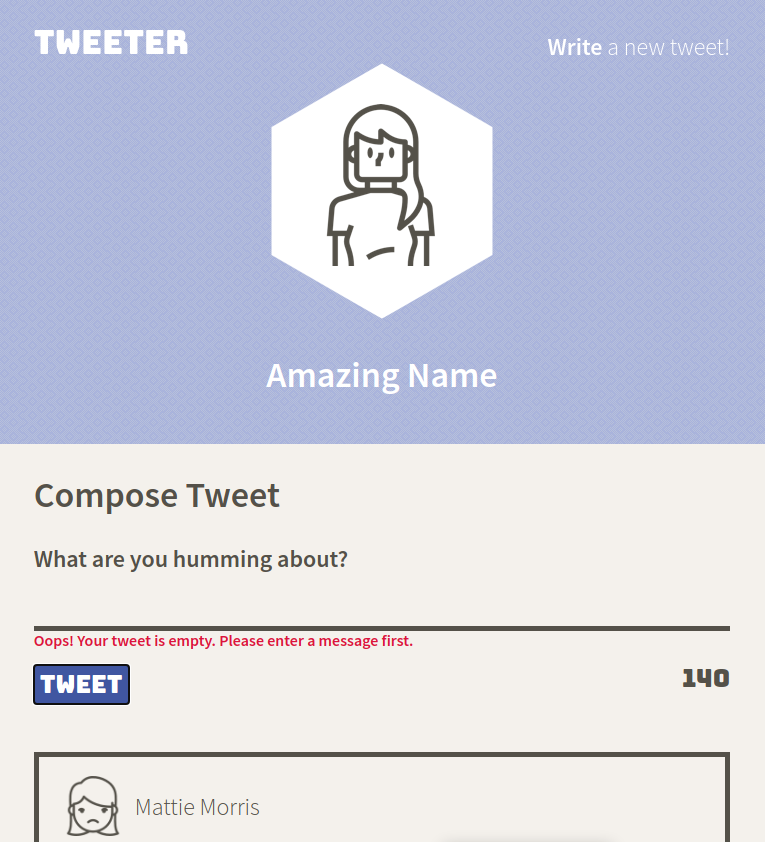 TWEETER
Write a new tweet!
Amazing Name
Compose Tweet
What are you humming about?
Oops! Your tweet is empty. Please enter a message first.
TWEET
140
Mattie Morris